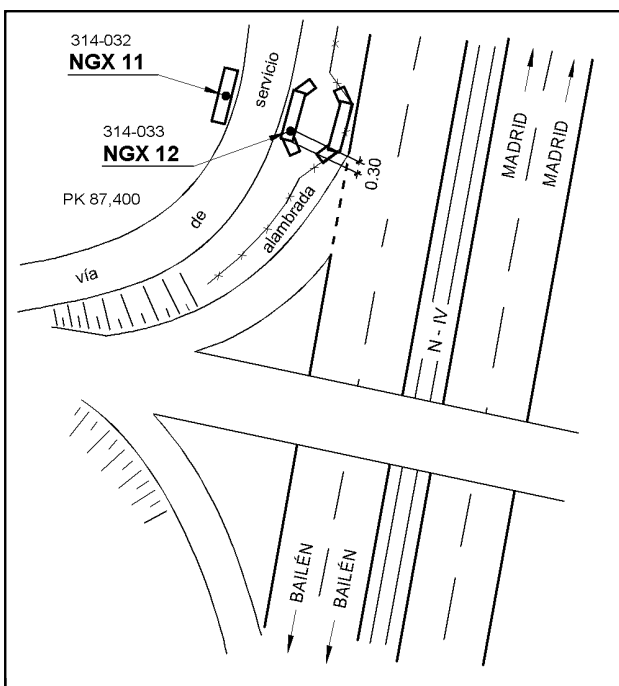 314-032
NGX 11
314-033
NGX 12
PK 87,400
vía
de
servicio
alambrada
0.30
N - IV
MADRID
MADRID
BAILÉN
BAILÉN